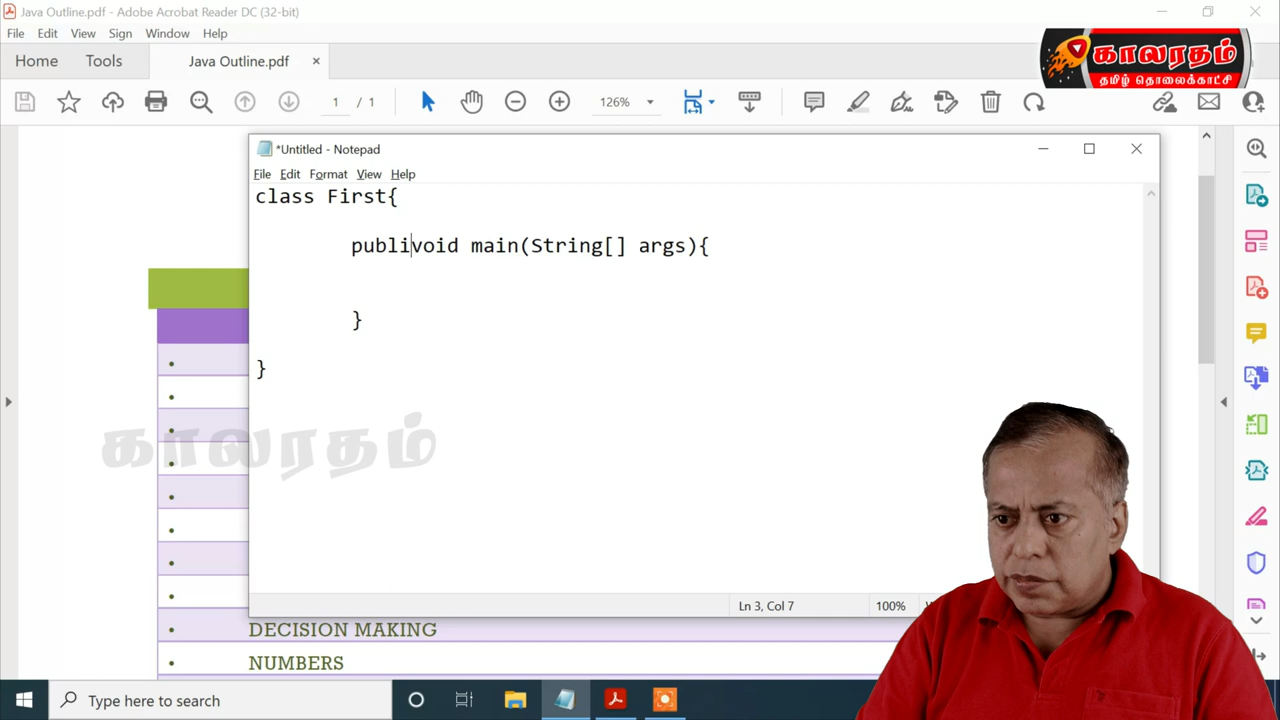 Java Outline.pdf - Adobe Acrobat Reader DC (32-bit)
File Edit View Sign Window Help
Home Tools Java Outline.pdf
காலரதம்
தமிழ் தொலைக்காட்சி
1 / 1 126%
*Untitled - Notepad
File Edit Format View Help
class First{
publivoid main(String[] args){
}
}
காலரதம்
Ln 3, Col 7 100%
DECISION MAKING
NUMBERS
Type here to search